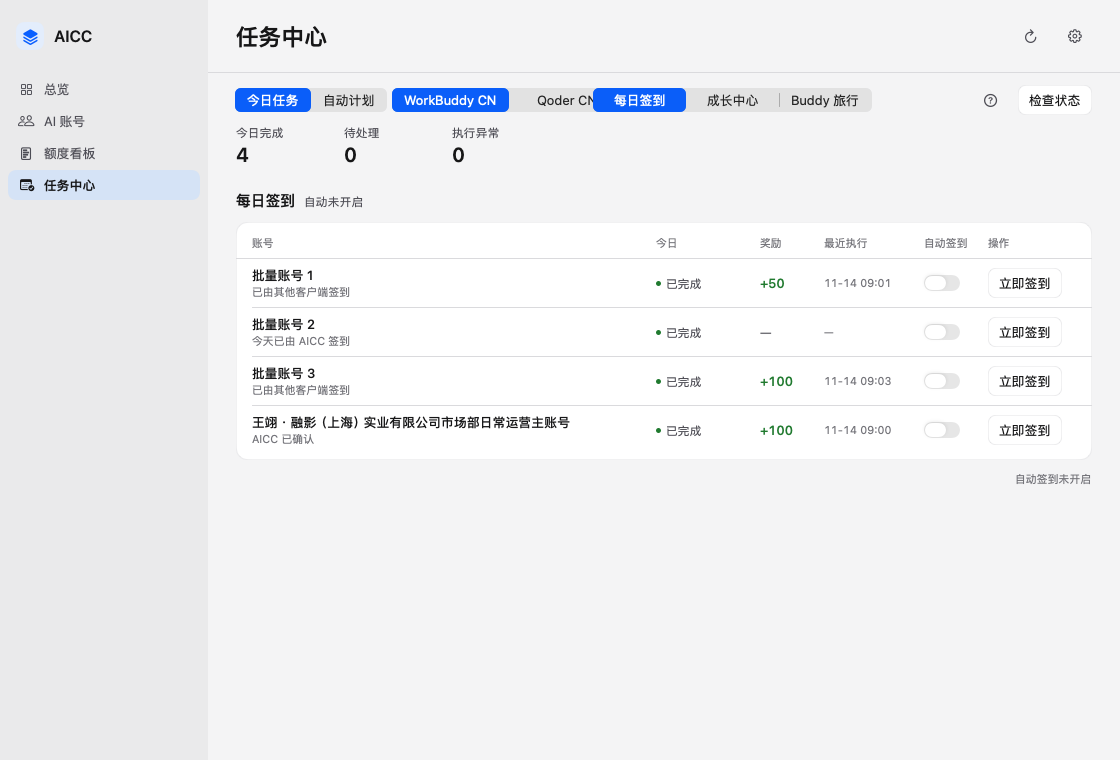 AICC
总览
AI 账号
额度看板
任务中心
任务中心
今日任务 自动计划 WorkBuddy CN Qoder CN 每日签到 成长中心 Buddy 旅行 检查状态
今日完成 待处理 执行异常
4 0 0
每日签到 自动未开启
账号 今日 奖励 最近执行 自动签到 操作
批量账号 1
已由其他客户端签到
已完成 +50 11-14 09:01 立即签到
批量账号 2
今天已由 AICC 签到
已完成 — — 立即签到
批量账号 3
已由其他客户端签到
已完成 +100 11-14 09:03 立即签到
王翊 · 融影（上海）实业有限公司市场部日常运营主账号
AICC 已确认
已完成 +100 11-14 09:00 立即签到
自动签到未开启